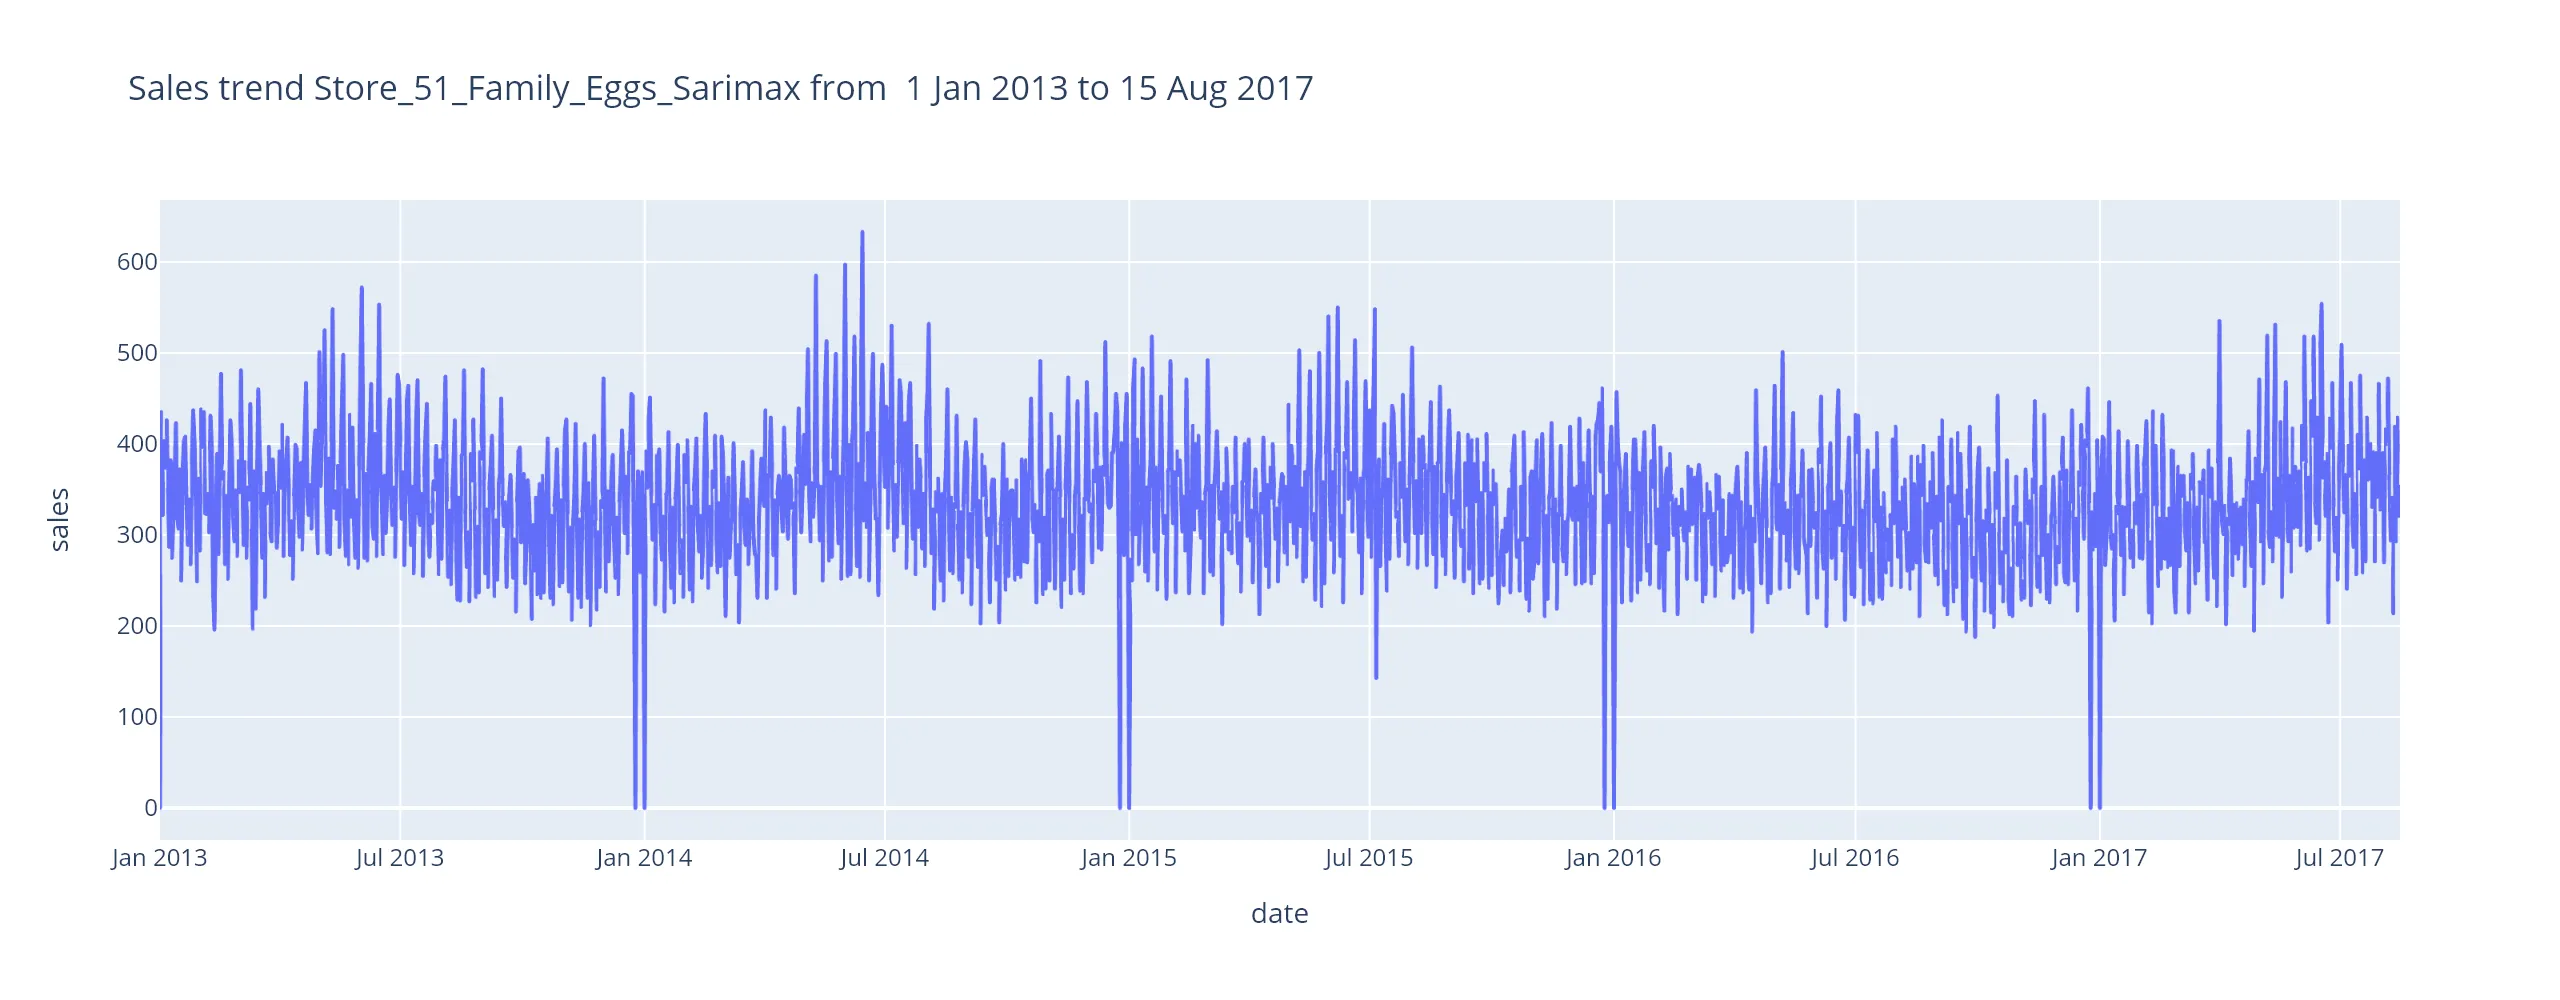 Sales trend Store_51_Family_Eggs_Sarimax from  1 Jan 2013 to 15 Aug 2017
600
500
400
300
200
100
0
sales
Jan 2013 Jul 2013 Jan 2014 Jul 2014 Jan 2015 Jul 2015 Jan 2016 Jul 2016 Jan 2017 Jul 2017
date